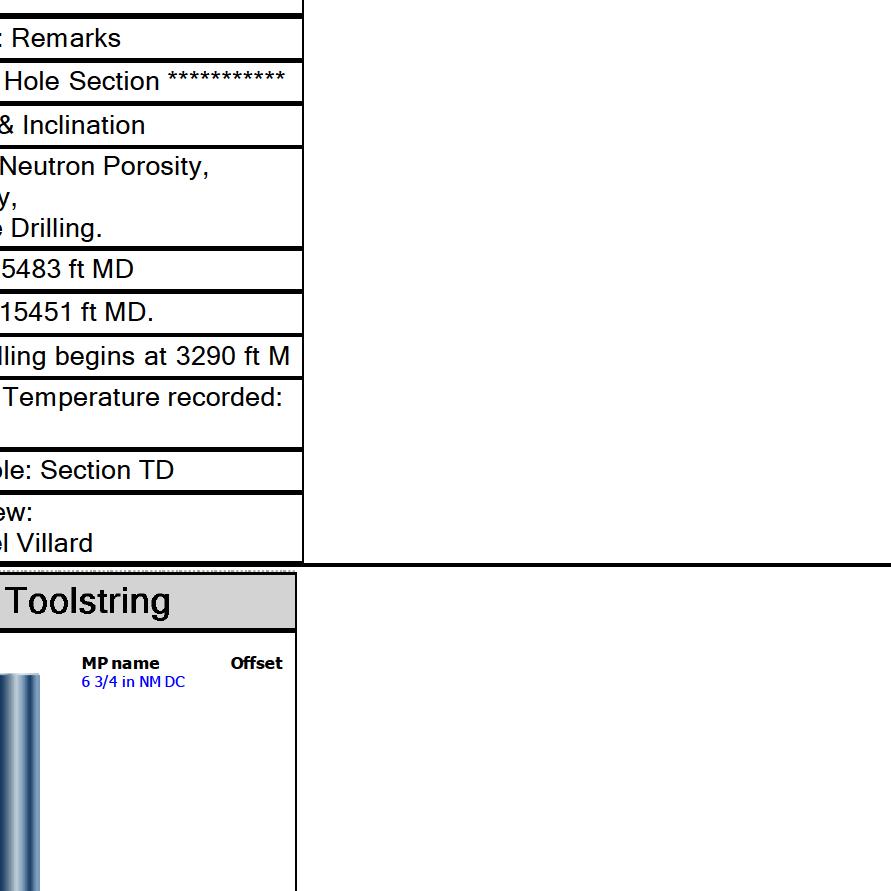 : Remarks
Hole Section ***********
& Inclination
Neutron Porosity,
y,
e Drilling.
5483 ft MD
15451 ft MD.
lling begins at 3290 ft M
Temperature recorded:
ole: Section TD
ew:
el Villard
Toolstring
MP name Offset
6 3/4 in NM DC